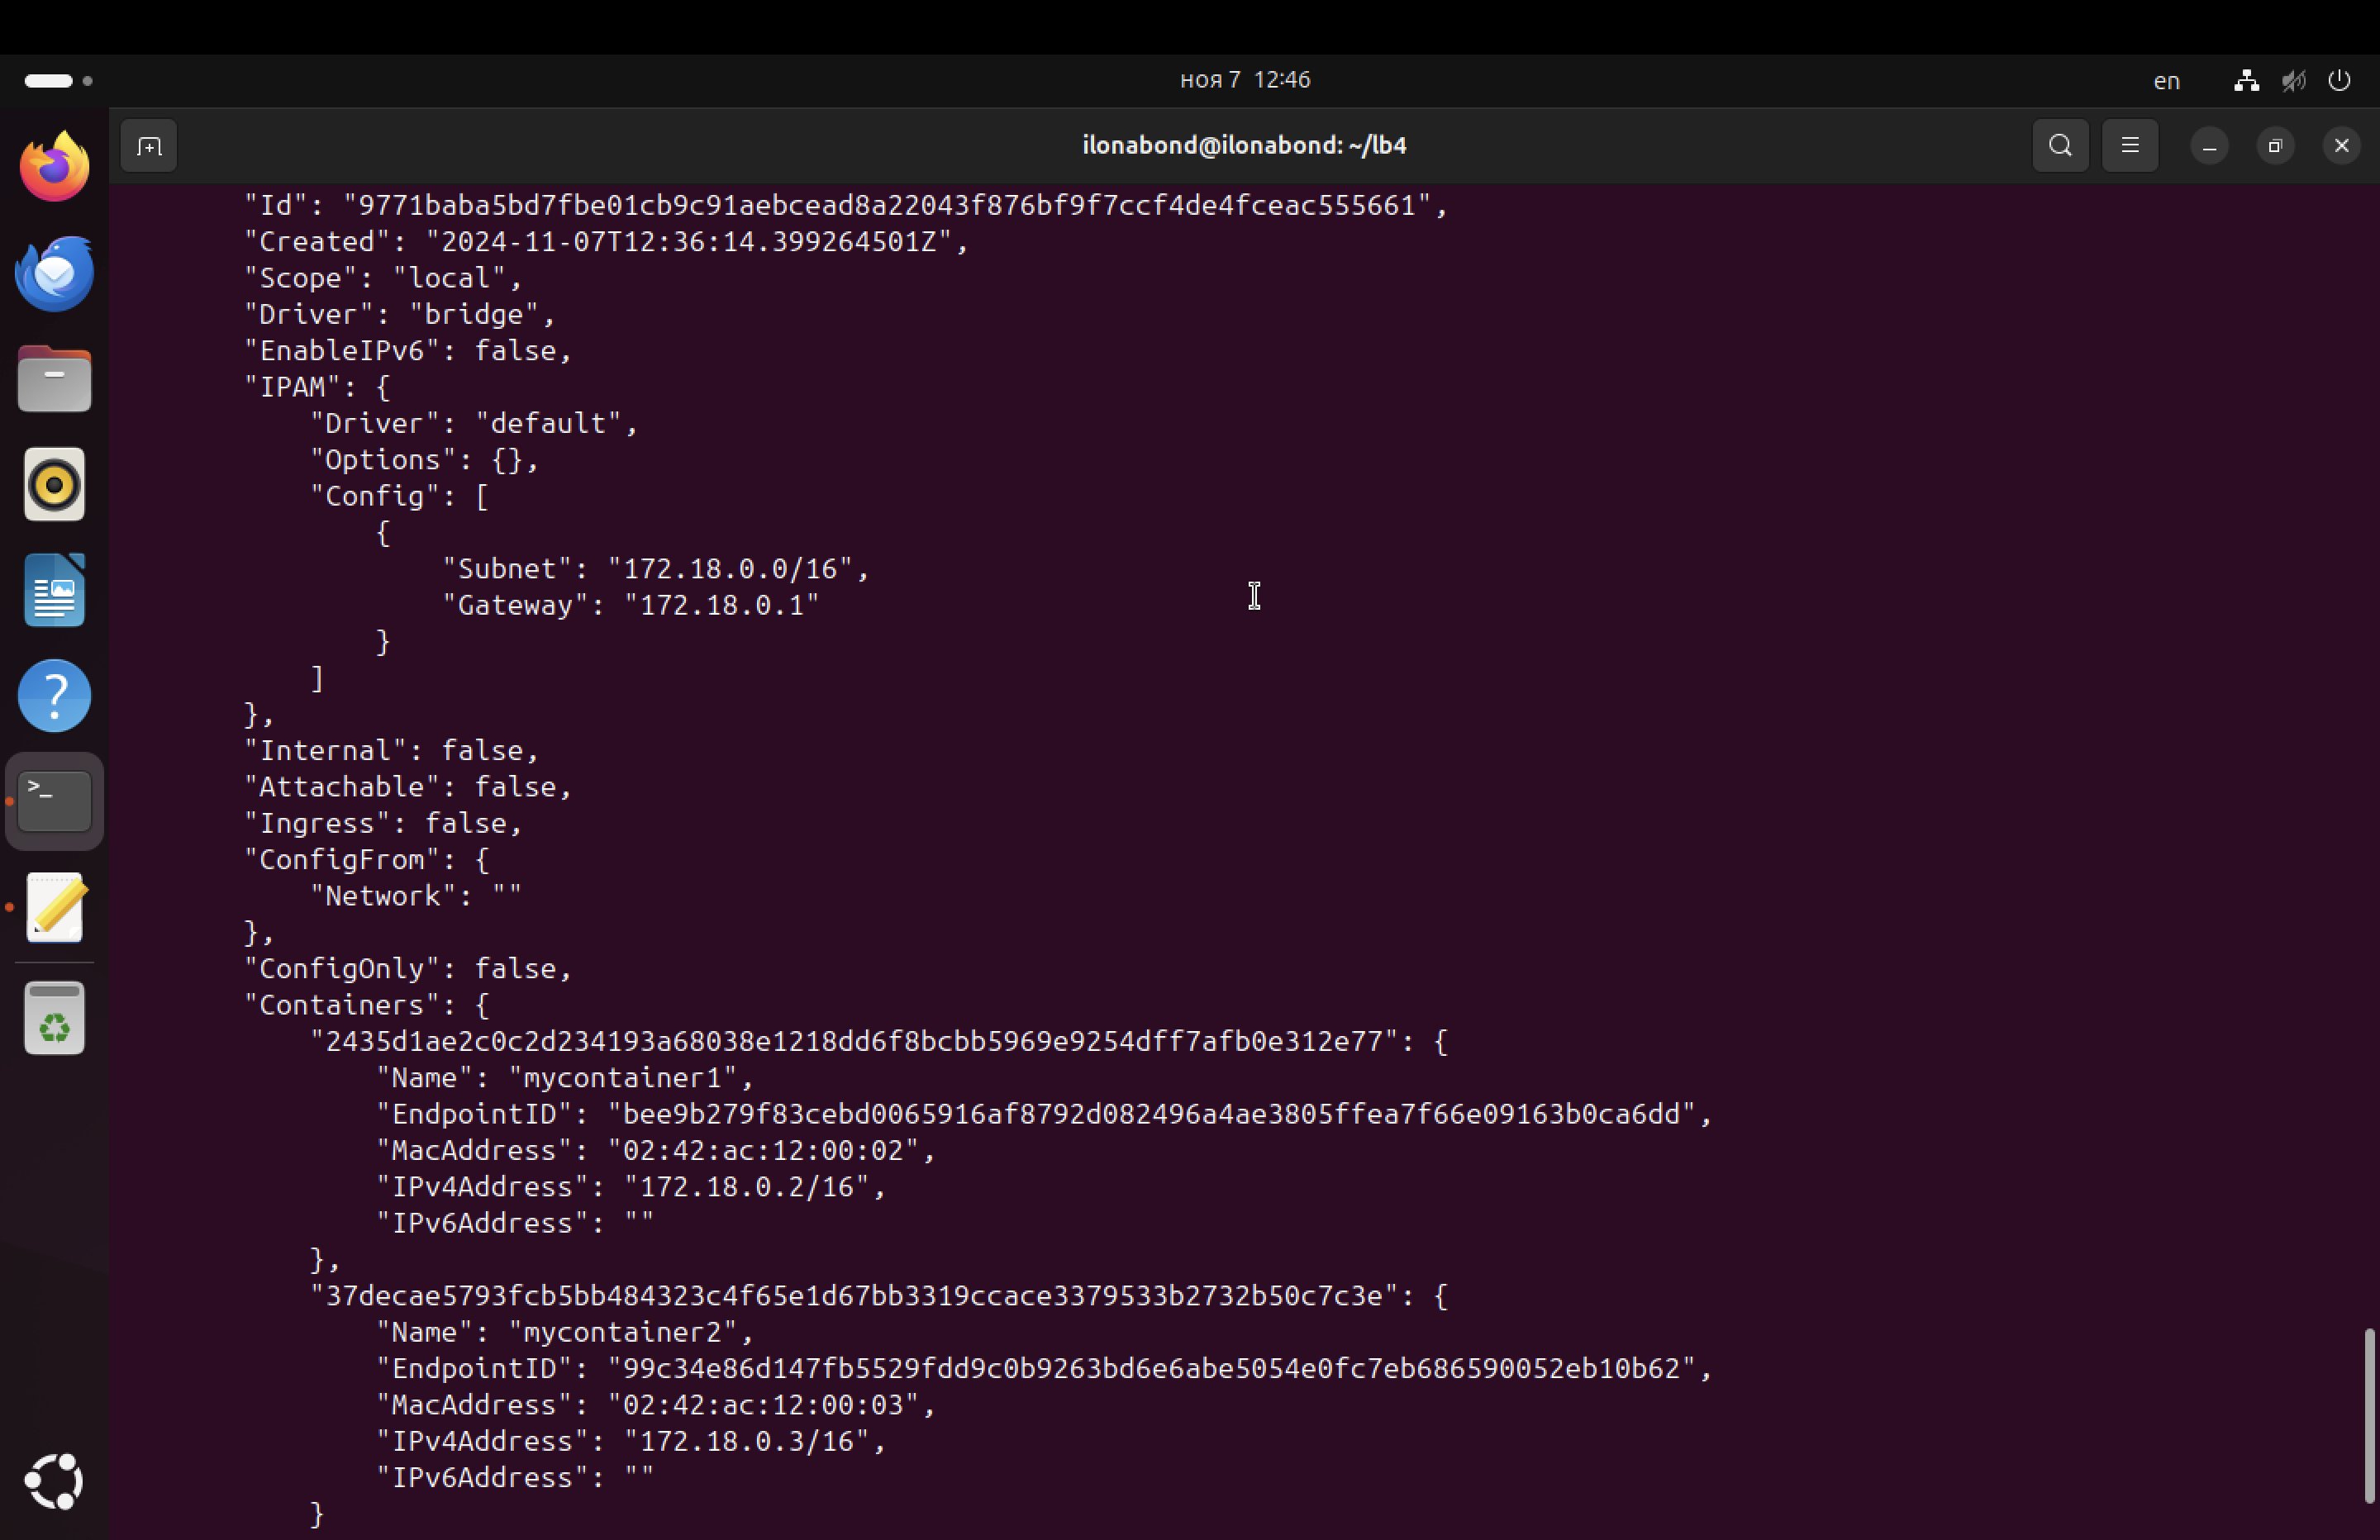 ноя 7 12:46
en
ilonabond@ilonabond: ~/lb4
"Id": "9771baba5bd7fbe01cb9c91aebcead8a22043f876bf9f7ccf4de4fceac555661",
"Created": "2024-11-07T12:36:14.399264501Z",
"Scope": "local",
"Driver": "bridge",
"EnableIPv6": false,
"IPAM": {
"Driver": "default",
"Options": {},
"Config": [
{
"Subnet": "172.18.0.0/16",
"Gateway": "172.18.0.1"
}
]
},
"Internal": false,
"Attachable": false,
"Ingress": false,
"ConfigFrom": {
"Network": ""
},
"ConfigOnly": false,
"Containers": {
"2435d1ae2c0c2d234193a68038e1218dd6f8bcbb5969e9254dff7afb0e312e77": {
"Name": "mycontainer1",
"EndpointID": "bee9b279f83cebd0065916af8792d082496a4ae3805ffea7f66e09163b0ca6dd",
"MacAddress": "02:42:ac:12:00:02",
"IPv4Address": "172.18.0.2/16",
"IPv6Address": ""
},
"37decae5793fcb5bb484323c4f65e1d67bb3319ccace3379533b2732b50c7c3e": {
"Name": "mycontainer2",
"EndpointID": "99c34e86d147fb5529fdd9c0b9263bd6e6abe5054e0fc7eb686590052eb10b62",
"MacAddress": "02:42:ac:12:00:03",
"IPv4Address": "172.18.0.3/16",
"IPv6Address": ""
}